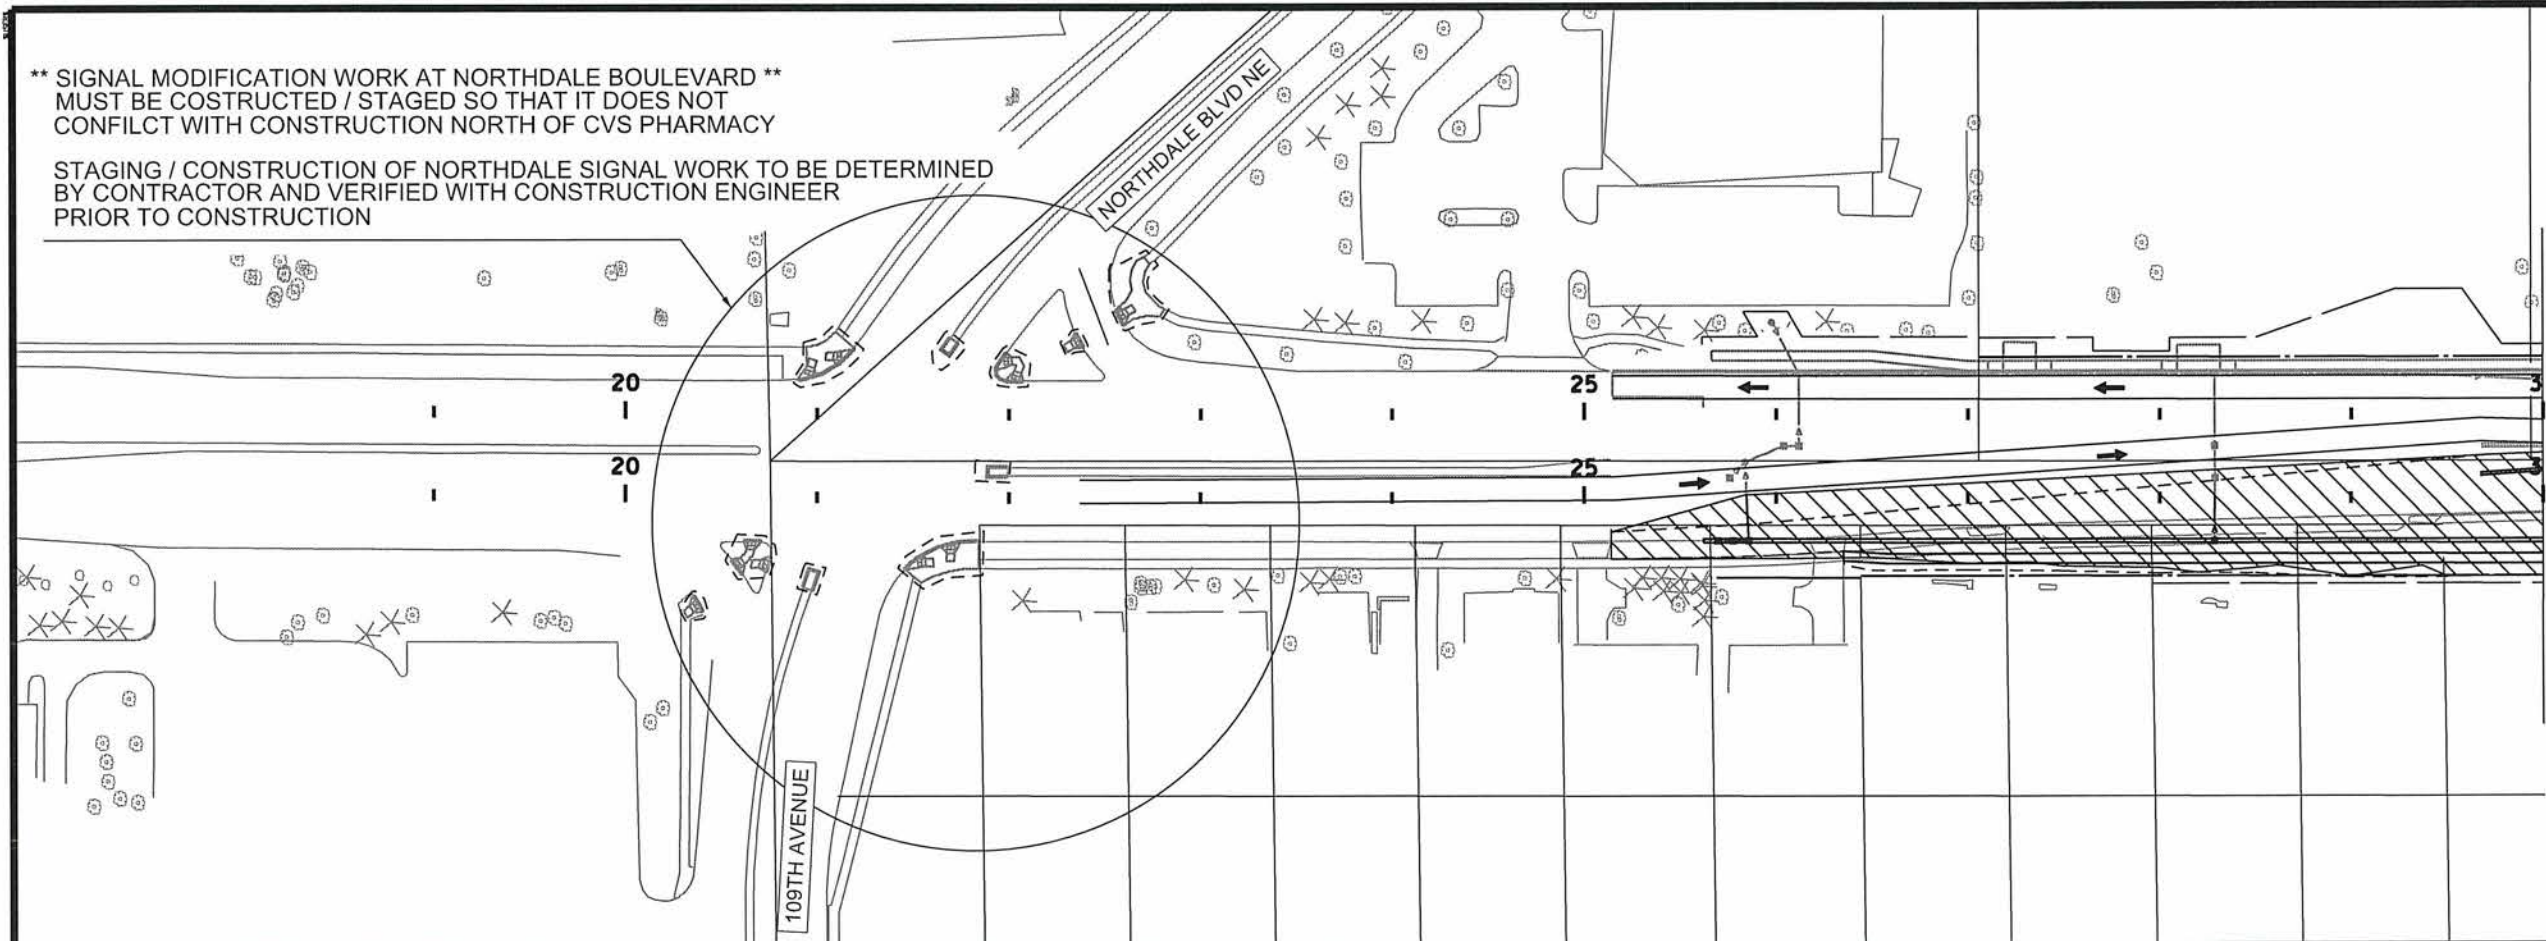 ** SIGNAL MODIFICATION WORK AT NORTHDALE BOULEVARD **
MUST BE COSTRUCTED / STAGED SO THAT IT DOES NOT
CONFILCT WITH CONSTRUCTION NORTH OF CVS PHARMACY
STAGING / CONSTRUCTION OF NORTHDALE SIGNAL WORK TO BE DETERMINED
BY CONTRACTOR AND VERIFIED WITH CONSTRUCTION ENGINEER
PRIOR TO CONSTRUCTION
NORTHDALE BLVD NE
20
25
3
20
25
3
109TH AVENUE